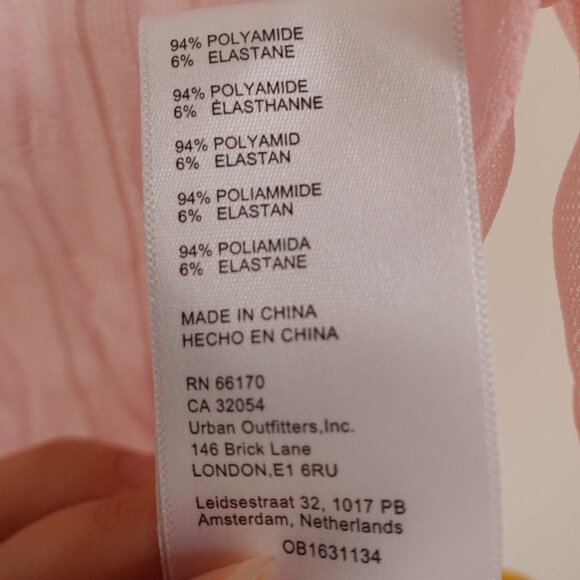 94% POLYAMIDE
6% ELASTANE
94% POLYAMIDE
6% ÉLASTHANNE
94% POLYAMID
6% ELASTAN
94% POLIAMMIDE
6% ELASTAN
94% POLIAMIDA
6% ELASTANE
MADE IN CHINA
HECHO EN CHINA
RN 66170
CA 32054
Urban Outfitters,Inc.
146 Brick Lane
LONDON,E1 6RU
Leidsestraat 32, 1017 PB
Amsterdam, Netherlands
OB1631134